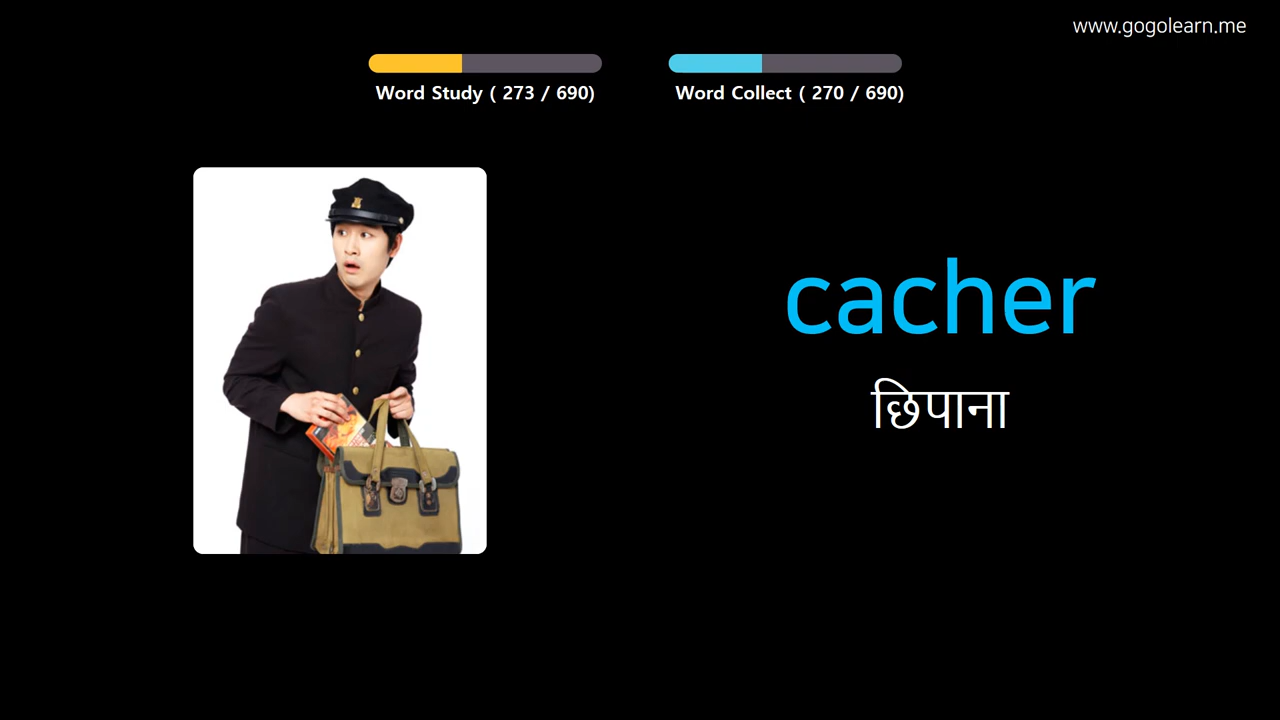 www.gogolearn.me
Word Study ( 273 / 690)
Word Collect ( 270 / 690)
cacher
छिपाना